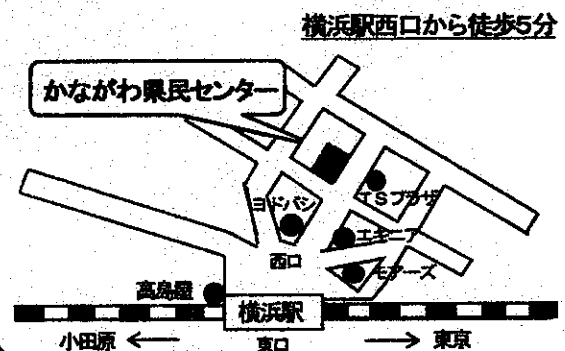 横浜駅西口から徒歩5分
かながわ県民センター
ヨドバシ
TSプラザ
エキニア
西口
モアーズ
高島屋
横浜駅
小田原 ←
東口
→ 東京